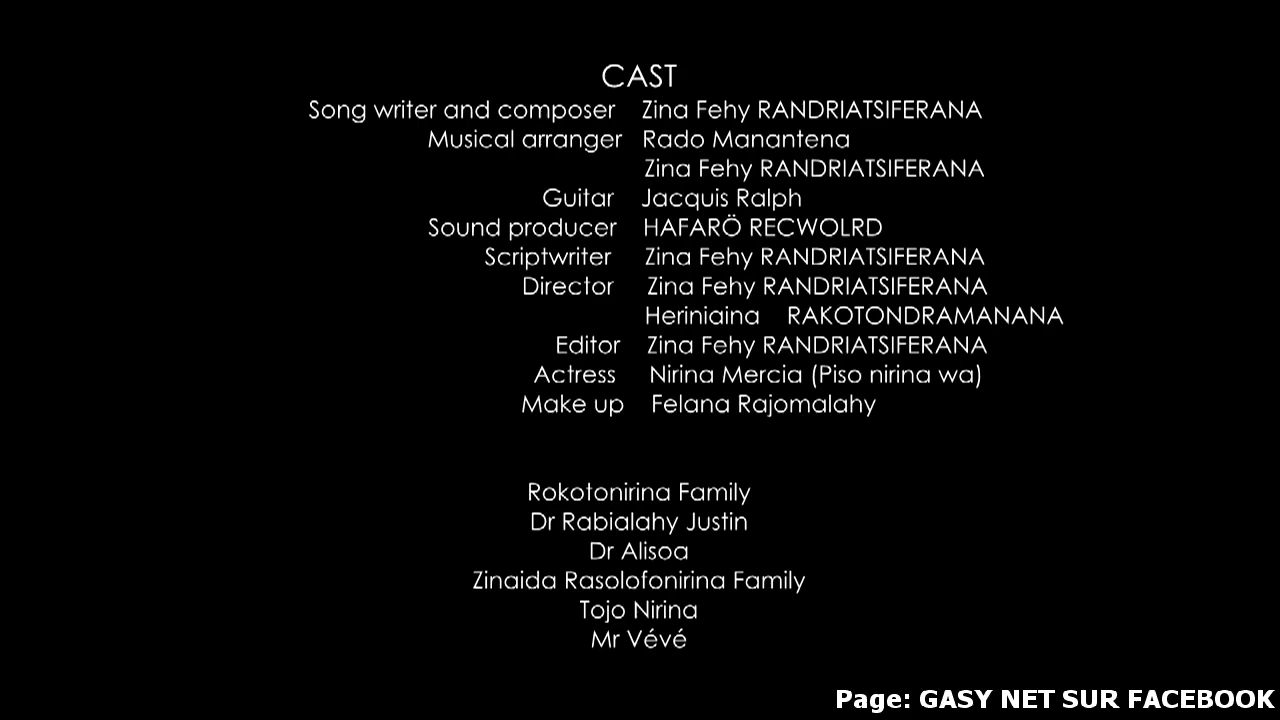 CAST
Song writer and composer Zina Fehy RANDRIATSIFERANA
Musical arranger Rado Manantena
Zina Fehy RANDRIATSIFERANA
Guitar Jacquis Ralph
Sound producer HAFARÖ RECWOLRD
Scriptwriter Zina Fehy RANDRIATSIFERANA
Director Zina Fehy RANDRIATSIFERANA
Heriniaina RAKOTONDRAMANANA
Editor Zina Fehy RANDRIATSIFERANA
Actress Nirina Mercia (Piso nirina wa)
Make up Felana Rajomalahy
Rokotonirina Family
Dr Rabialahy Justin
Dr Alisoa
Zinaida Rasolofonirina Family
Tojo Nirina
Mr Vévé
Page: GASY NET SUR FACEBOOK